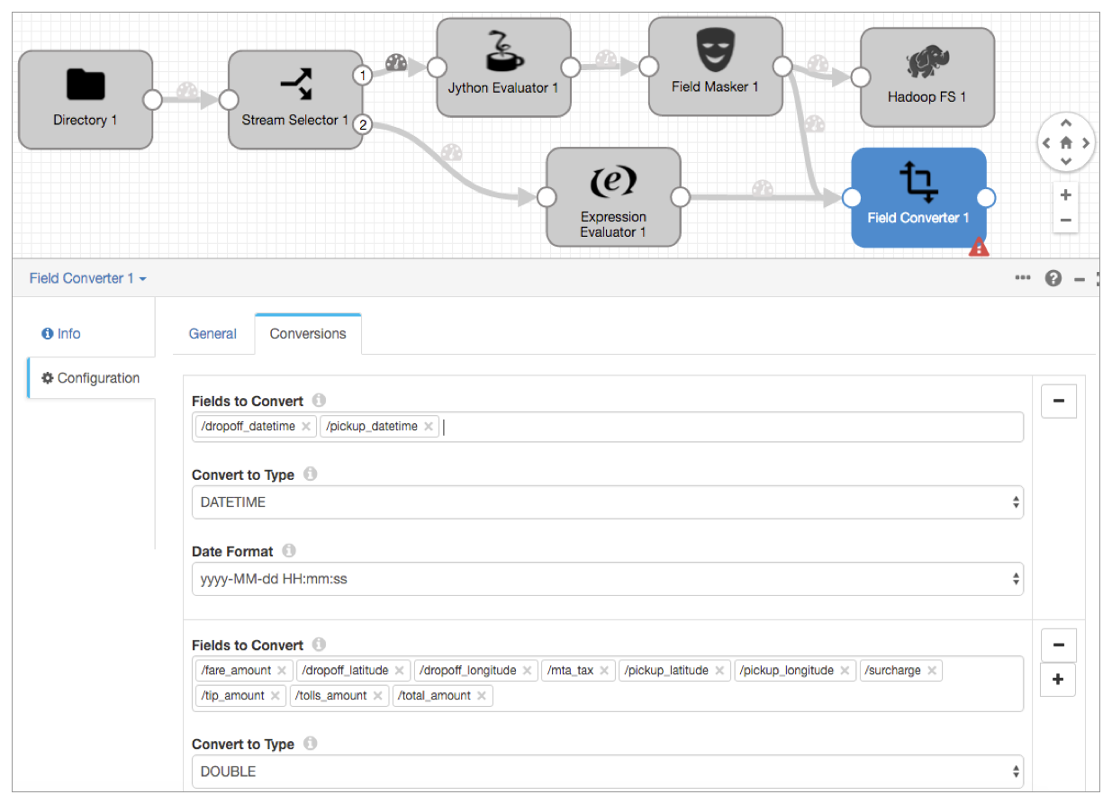 Directory 1
Stream Selector 1
1
2
Jython Evaluator 1
Field Masker 1
Hadoop FS 1
Expression
Evaluator 1
Field Converter 1
Field Converter 1
Info
Configuration
General
Conversions
Fields to Convert
/dropoff_datetime × /pickup_datetime ×
Convert to Type
DATETIME
Date Format
yyyy-MM-dd HH:mm:ss
Fields to Convert
/fare_amount × /dropoff_latitude × /dropoff_longitude × /mta_tax × /pickup_latitude × /pickup_longitude × /surcharge ×
/tip_amount × /tolls_amount × /total_amount ×
Convert to Type
DOUBLE